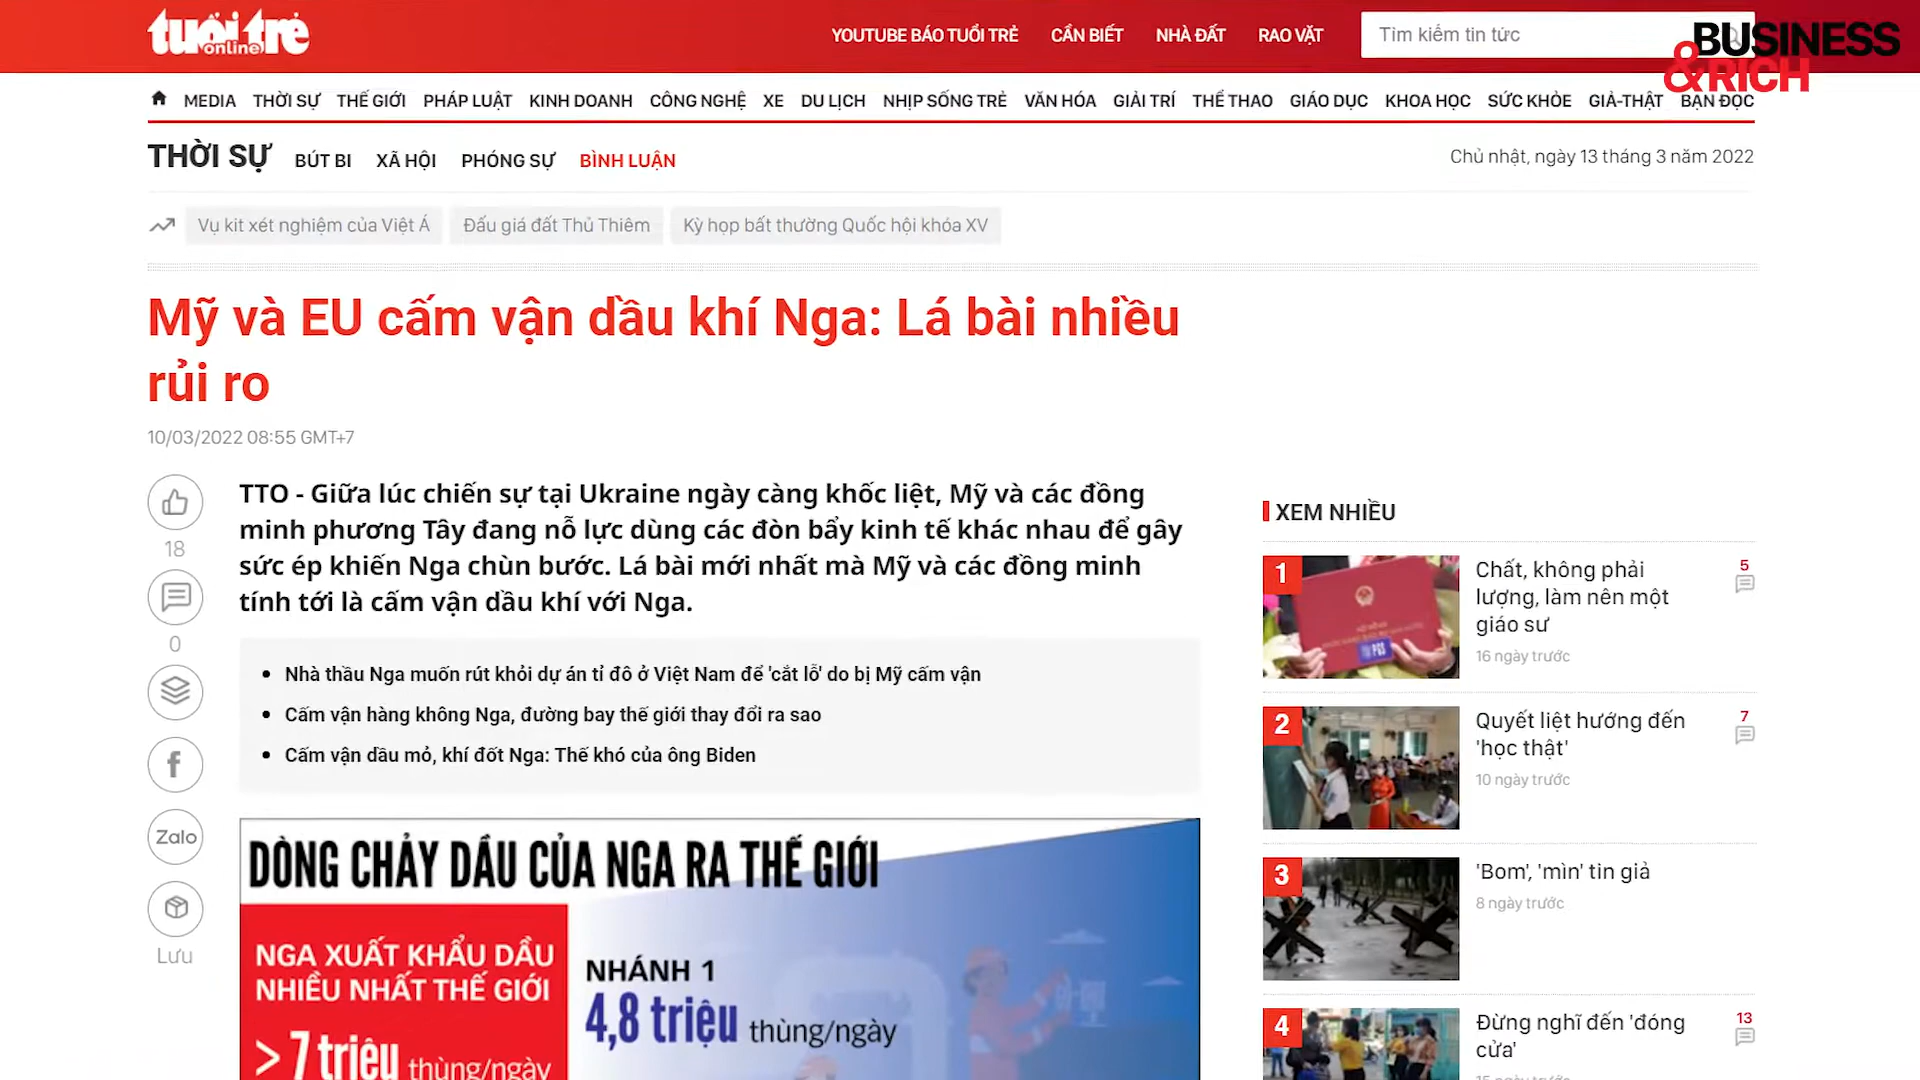 tuổi trẻ online
YOUTUBE BÁO TUỔI TRẺ
CẦN BIẾT
NHÀ ĐẤT
RAO VẶT
Tìm kiếm tin tức
BUSINESS
&RICH
MEDIA THỜI SỰ THẾ GIỚI PHÁP LUẬT KINH DOANH CÔNG NGHỆ XE DU LỊCH NHỊP SỐNG TRẺ VĂN HÓA GIẢI TRÍ THỂ THAO GIÁO DỤC KHOA HỌC SỨC KHỎE GIẢ-THẬT BẠN ĐỌC
THỜI SỰ BÚT BI XÃ HỘI PHÓNG SỰ BÌNH LUẬN
Chủ nhật, ngày 13 tháng 3 năm 2022
Vụ kit xét nghiệm của Việt Á
Đấu giá đất Thủ Thiêm
Kỳ họp bất thường Quốc hội khóa XV
Mỹ và EU cấm vận dầu khí Nga: Lá bài nhiều
rủi ro
10/03/2022 08:55 GMT+7
18
0
Zalo
Lưu
TTO - Giữa lúc chiến sự tại Ukraine ngày càng khốc liệt, Mỹ và các đồng
minh phương Tây đang nỗ lực dùng các đòn bẩy kinh tế khác nhau để gây
sức ép khiến Nga chùn bước. Lá bài mới nhất mà Mỹ và các đồng minh
tính tới là cấm vận dầu khí với Nga.
Nhà thầu Nga muốn rút khỏi dự án tỉ đô ở Việt Nam để 'cắt lỗ' do bị Mỹ cấm vận
Cấm vận hàng không Nga, đường bay thế giới thay đổi ra sao
Cấm vận dầu mỏ, khí đốt Nga: Thế khó của ông Biden
DÒNG CHẢY DẦU CỦA NGA RA THẾ GIỚI
NGA XUẤT KHẨU DẦU
NHIỀU NHẤT THẾ GIỚI
> 7 triệu thùng/ngày
NHÁNH 1
4,8 triệu thùng/ngày
XEM NHIỀU
1
PGS
Chất, không phải
lượng, làm nên một
giáo sư
16 ngày trước
5
2
Quyết liệt hướng đến
'học thật'
10 ngày trước
7
3
'Bom', 'mìn' tin giả
8 ngày trước
4
Đừng nghĩ đến 'đóng
cửa'
15 ngày trước
13